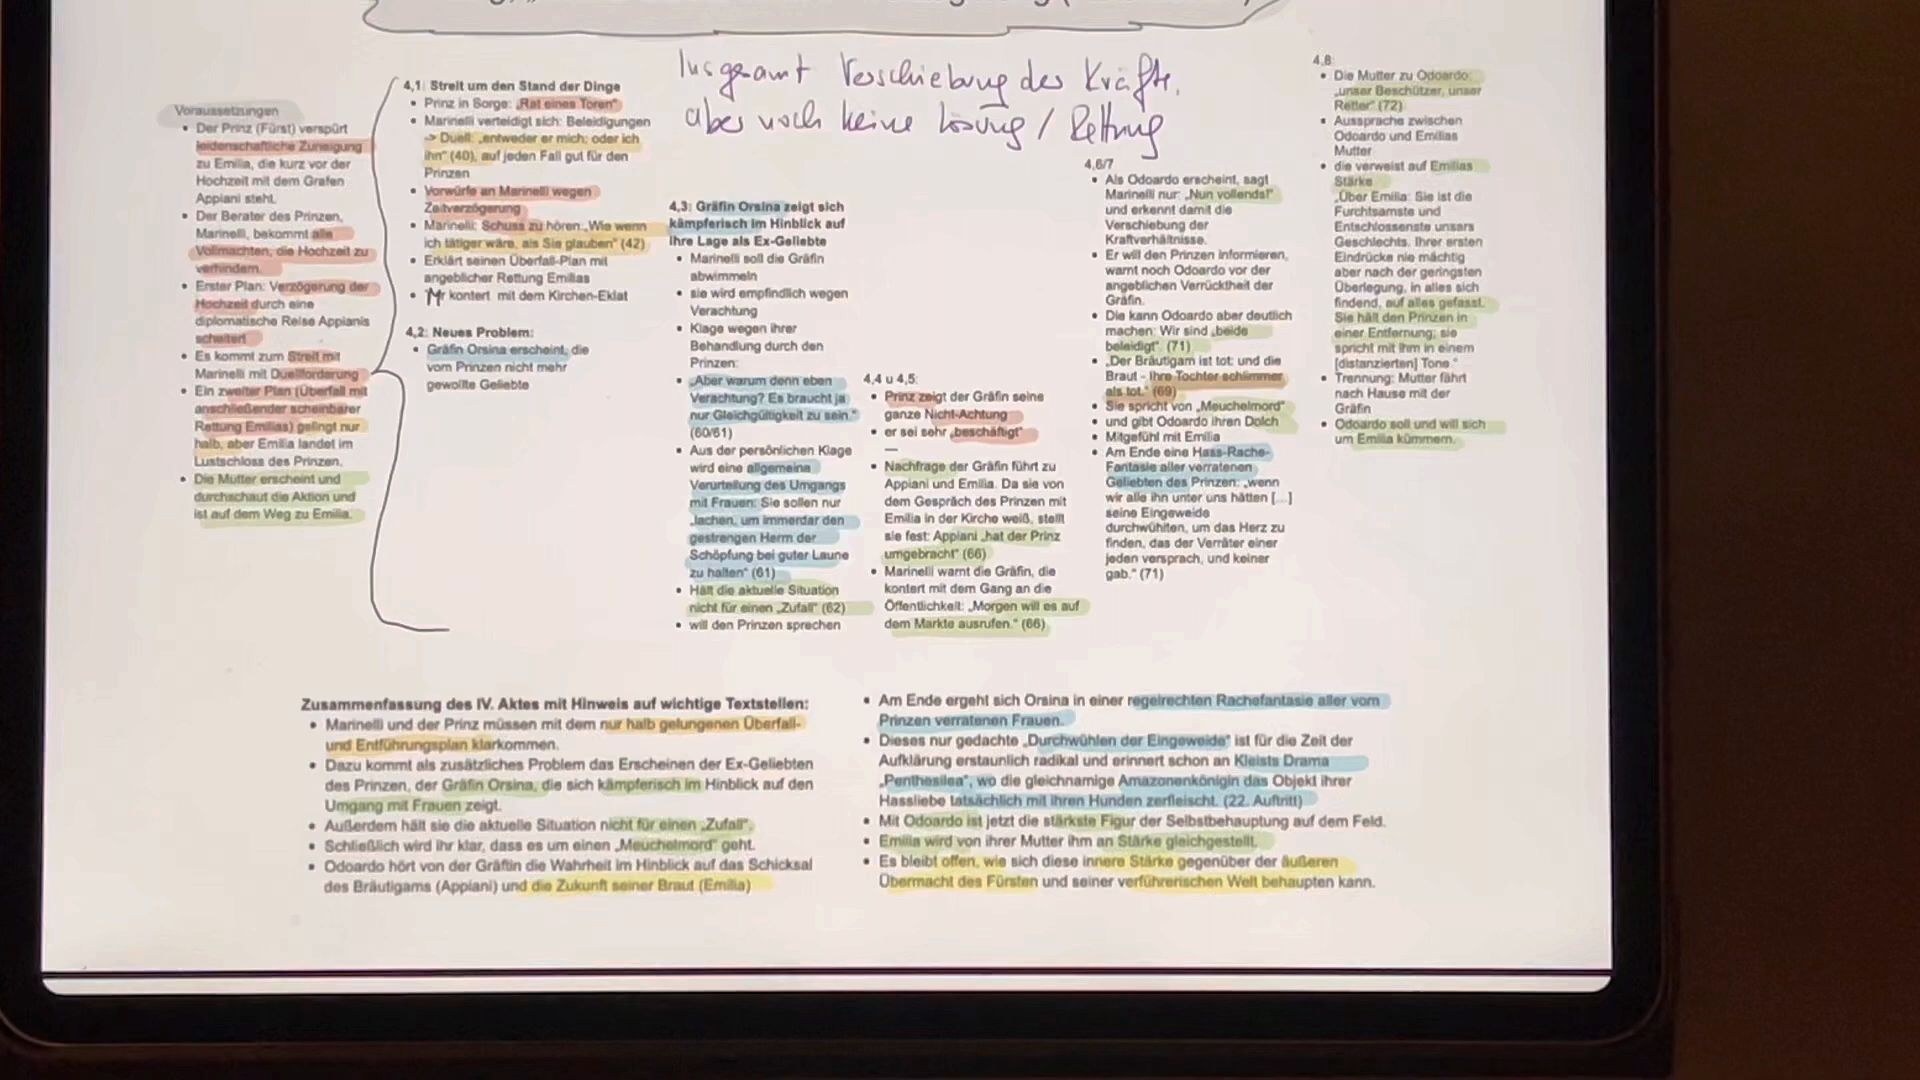 Insgesamt Verschiebung der Kräfte,
aber noch keine Lösung / Rettung
Voraussetzungen
• Der Prinz (Fürst) verspürt
leidenschaftliche Zuneigung
zu Emilia, die kurz vor der
Hochzeit mit dem Grafen
Appiani steht.
• Der Berater des Prinzen,
Marinelli, bekommt alle
Vollmachten, die Hochzeit zu
verhindern.
• Erster Plan: Verzögerung der
Hochzeit durch eine
diplomatische Reise Appianis
scheitert
• Es kommt zum Streit mit
Marinelli mit Duellforderung
• Ein zweiter Plan (Überfall mit
anschließender scheinbarer
Rettung Emilias) gelingt nur
halb, aber Emilia landet im
Lustschloss des Prinzen.
• Die Mutter erscheint und
durchschaut die Aktion und
ist auf dem Weg zu Emilia.
4,1: Streit um den Stand der Dinge
• Prinz in Sorge: „Rat eines Toren“
• Marinelli verteidigt sich: Beleidigungen
-> Duell: „entweder er mich; oder ich
ihn“ (40), auf jeden Fall gut für den
Prinzen
• Vorwürfe an Marinelli wegen
Zeitverzögerung
• Marinelli: Schuss zu hören: „Wie wenn
ich tätiger wäre, als Sie glauben“ (42)
• Erklärt seinen Überfall-Plan mit
angeblicher Rettung Emilias
• kontert mit dem Kirchen-Eklat
4,2: Neues Problem:
• Gräfin Orsina erscheint, die
vom Prinzen nicht mehr
gewollte Geliebte
4,3: Gräfin Orsina zeigt sich
kämpferisch im Hinblick auf
ihre Lage als Ex-Geliebte
• Marinelli soll die Gräfin
abwimmeln
• sie wird empfindlich wegen
Verachtung
• Klage wegen ihrer
Behandlung durch den
Prinzen:
• „Aber warum denn eben
Verachtung? Es braucht ja
nur Gleichgültigkeit zu sein.“
(60/61)
• Aus der persönlichen Klage
wird eine allgemeine
Verurteilung des Umgangs
mit Frauen: Sie sollen nur
„lachen, um immerdar den
gestrengen Herrn der
Schöpfung bei guter Laune
zu halten“ (61)
• Hält die aktuelle Situation
nicht für einen „Zufall“ (62)
• will den Prinzen sprechen
4,4 u 4,5:
• Prinz zeigt der Gräfin seine
ganze Nicht-Achtung
• er sei sehr „beschäftigt“
—
• Nachfrage der Gräfin führt zu
Appiani und Emilia. Da sie von
dem Gespräch des Prinzen mit
Emilia in der Kirche weiß, stellt
sie fest: Appiani „hat der Prinz
umgebracht“ (66)
• Marinelli warnt die Gräfin, die
kontert mit dem Gang an die
Öffentlichkeit: „Morgen will es auf
dem Markte ausrufen.“ (66)
4,6/7
• Als Odoardo erscheint, sagt
Marinelli nur: „Nun vollends!“
und erkennt damit die
Verschiebung der
Kraftverhältnisse.
• Er will den Prinzen informieren,
warnt noch Odoardo vor der
angeblichen Verrücktheit der
Gräfin.
• Die kann Odoardo aber deutlich
machen: Wir sind „beide
beleidigt“. (71)
• „Der Bräutigam ist tot: und die
Braut - Ihre Tochter schlimmer
als tot.“ (69)
• Sie spricht von „Meuchelmord“
• und gibt Odoardo ihren Dolch
• Mitgefühl mit Emilia
• Am Ende eine Hass-Rache-
Fantasie aller verratenen
Geliebten des Prinzen: „wenn
wir alle ihn unter uns hätten [...]
seine Eingeweide
durchwühlten, um das Herz zu
finden, das der Verräter einer
jeden versprach, und keiner
gab.“ (71)
4,8:
• Die Mutter zu Odoardo:
„unser Beschützer, unser
Retter“ (72)
• Aussprache zwischen
Odoardo und Emilias
Mutter
• die verweist auf Emilias
Stärke
„Über Emilia: Sie ist die
Furchtsamste und
Entschlossenste unsers
Geschlechts. Ihrer ersten
Eindrücke nie mächtig
aber nach der geringsten
Überlegung, in alles sich
findend, auf alles gefasst.
Sie hält den Prinzen in
einer Entfernung; sie
spricht mit ihm in einem
[distanzierten] Tone.“
• Trennung: Mutter fährt
nach Hause mit der
Gräfin
• Odoardo soll und will sich
um Emilia kümmern.
Zusammenfassung des IV. Aktes mit Hinweis auf wichtige Textstellen:
• Marinelli und der Prinz müssen mit dem nur halb gelungenen Überfall-
und Entführungsplan klarkommen.
• Dazu kommt als zusätzliches Problem das Erscheinen der Ex-Geliebten
des Prinzen, der Gräfin Orsina, die sich kämpferisch im Hinblick auf den
Umgang mit Frauen zeigt.
• Außerdem hält sie die aktuelle Situation nicht für einen „Zufall“.
• Schließlich wird ihr klar, dass es um einen „Meuchelmord“ geht.
• Odoardo hört von der Gräftin die Wahrheit im Hinblick auf das Schicksal
des Bräutigams (Appiani) und die Zukunft seiner Braut (Emilia)
• Am Ende ergeht sich Orsina in einer regelrechten Rachefantasie aller vom
Prinzen verratenen Frauen.
• Dieses nur gedachte „Durchwühlen der Eingeweide“ ist für die Zeit der
Aufklärung erstaunlich radikal und erinnert schon an Kleists Drama
„Penthesilea“, wo die gleichnamige Amazonenkönigin das Objekt ihrer
Hassliebe tatsächlich mit ihren Hunden zerfleischt. (22. Auftritt)
• Mit Odoardo ist jetzt die stärkste Figur der Selbstbehauptung auf dem Feld.
• Emilia wird von ihrer Mutter ihm an Stärke gleichgestellt.
• Es bleibt offen, wie sich diese innere Stärke gegenüber der äußeren
Übermacht des Fürsten und seiner verführerischen Welt behaupten kann.